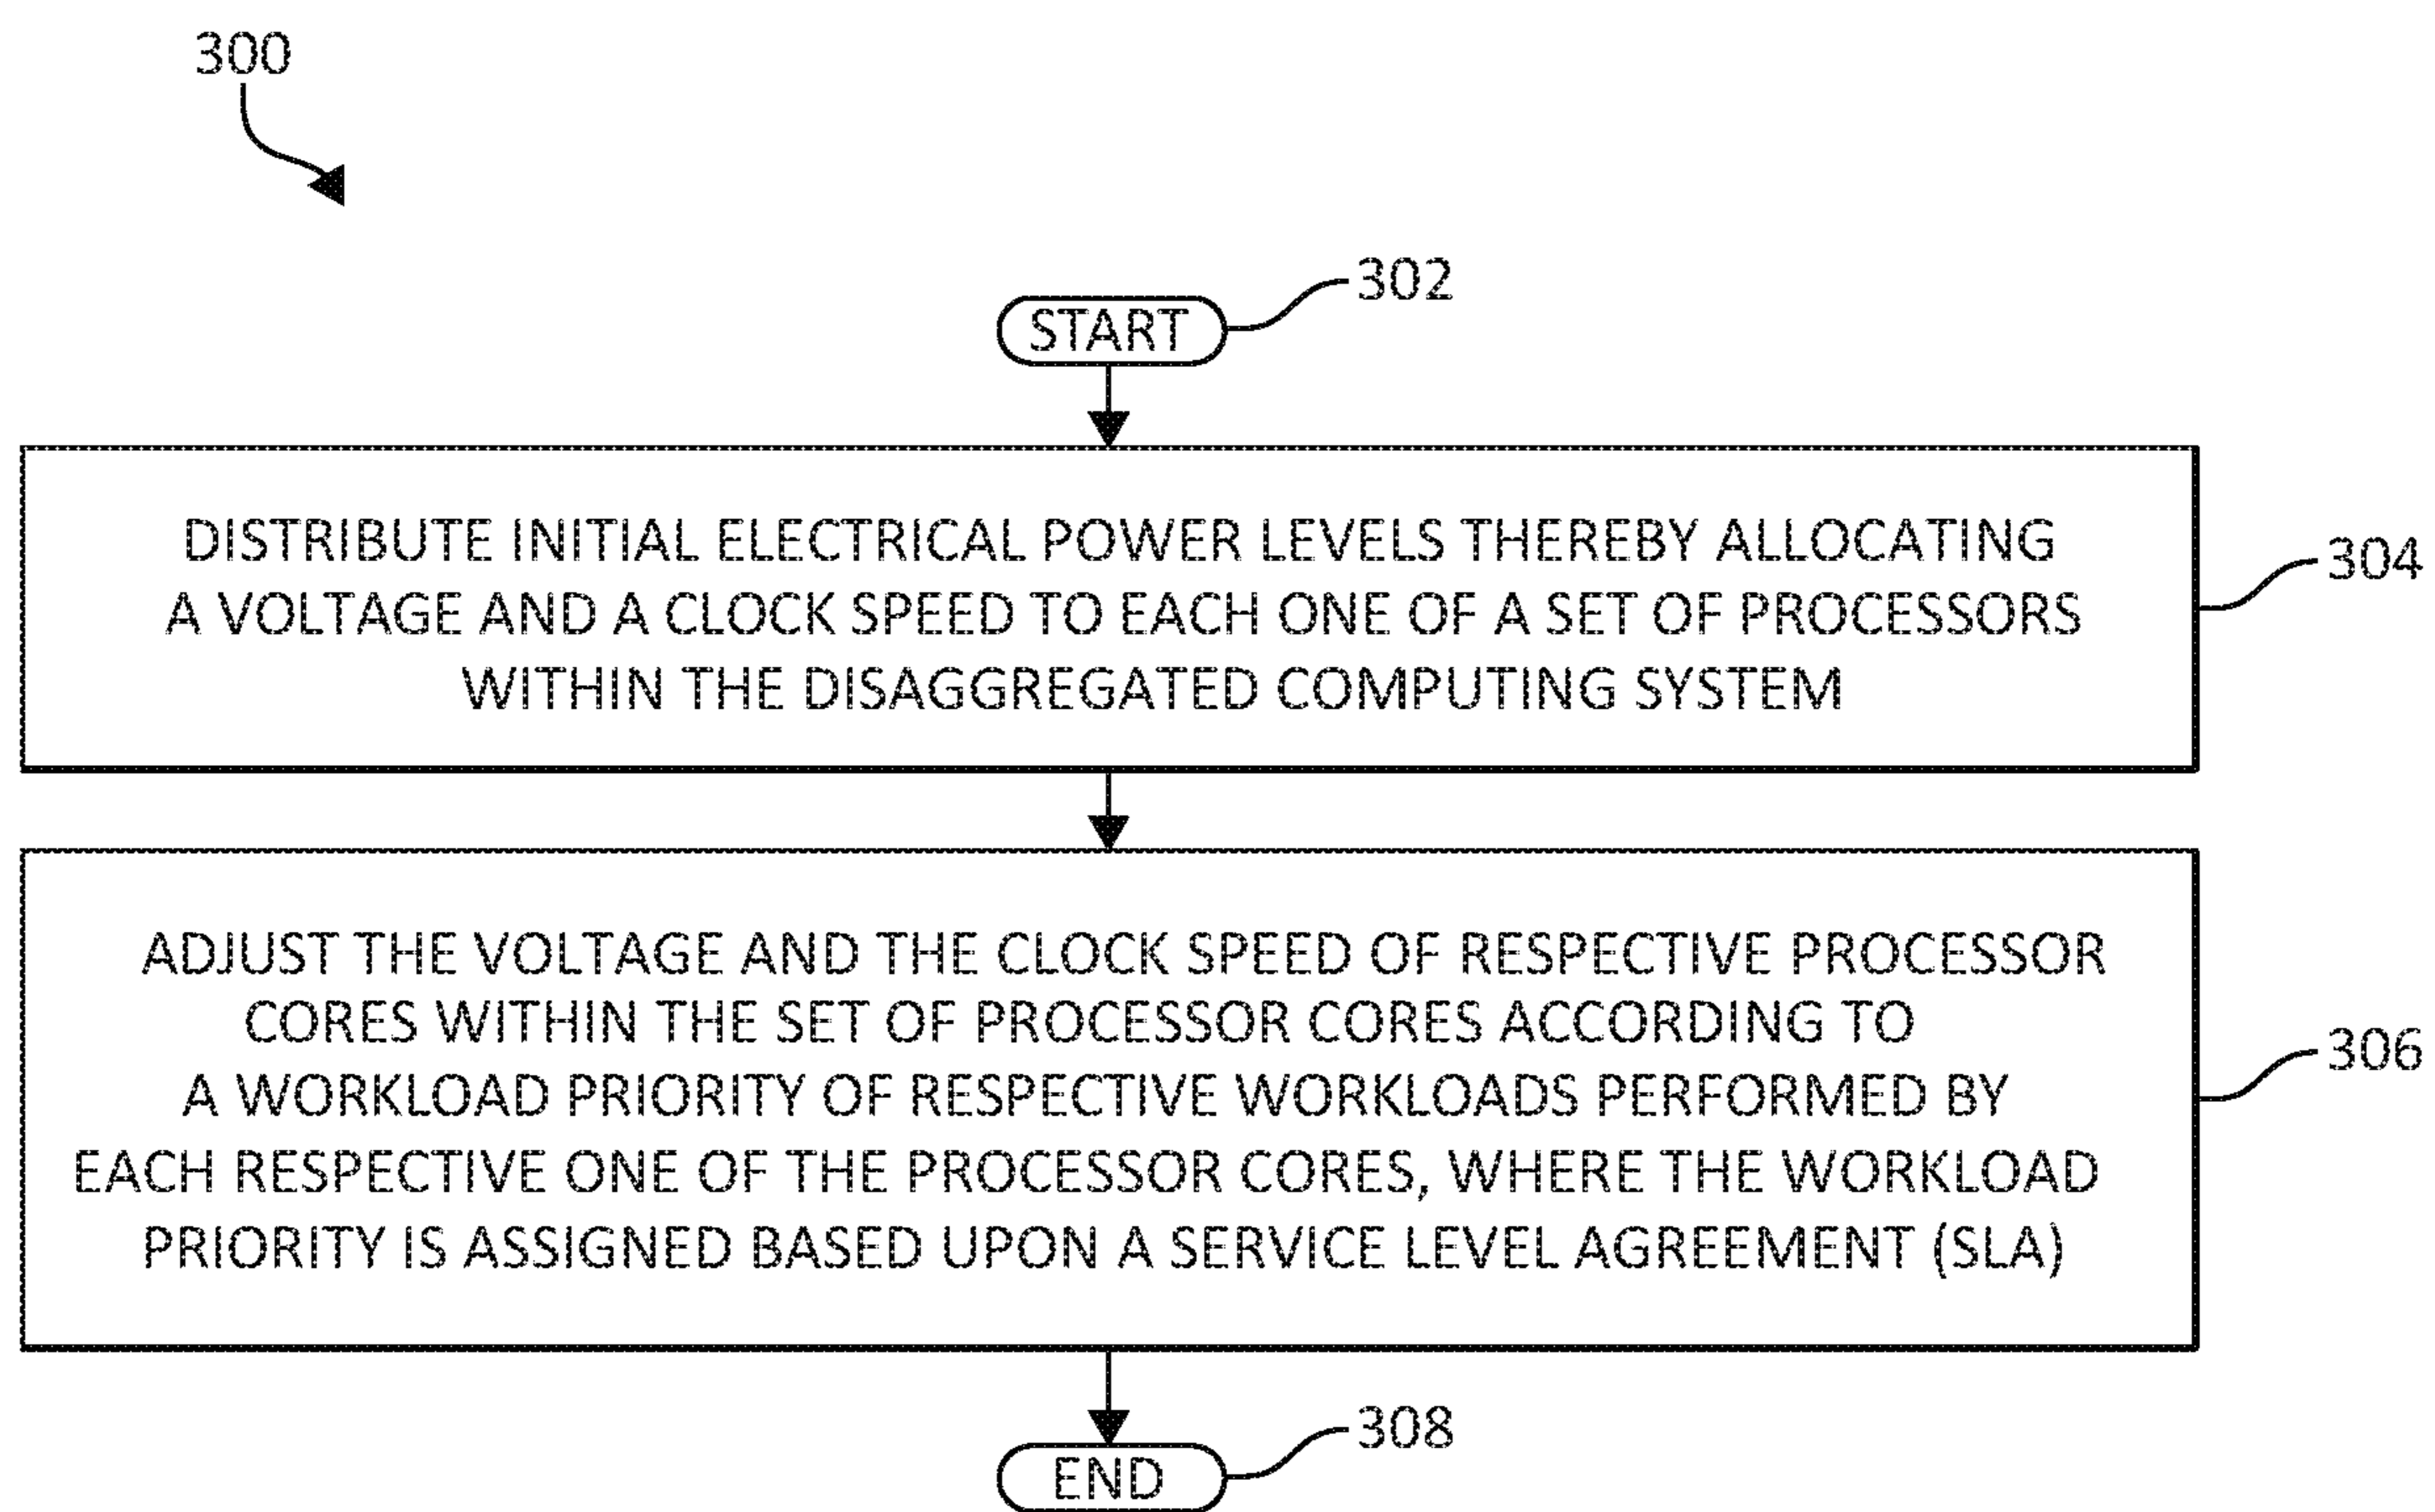 300
302
START
DISTRIBUTE INITIAL ELECTRICAL POWER LEVELS THEREBY ALLOCATING
A VOLTAGE AND A CLOCK SPEED TO EACH ONE OF A SET OF PROCESSORS
WITHIN THE DISAGGREGATED COMPUTING SYSTEM
304
ADJUST THE VOLTAGE AND THE CLOCK SPEED OF RESPECTIVE PROCESSOR
CORES WITHIN THE SET OF PROCESSOR CORES ACCORDING TO
A WORKLOAD PRIORITY OF RESPECTIVE WORKLOADS PERFORMED BY
EACH RESPECTIVE ONE OF THE PROCESSOR CORES, WHERE THE WORKLOAD
PRIORITY IS ASSIGNED BASED UPON A SERVICE LEVEL AGREEMENT (SLA)
306
308
END